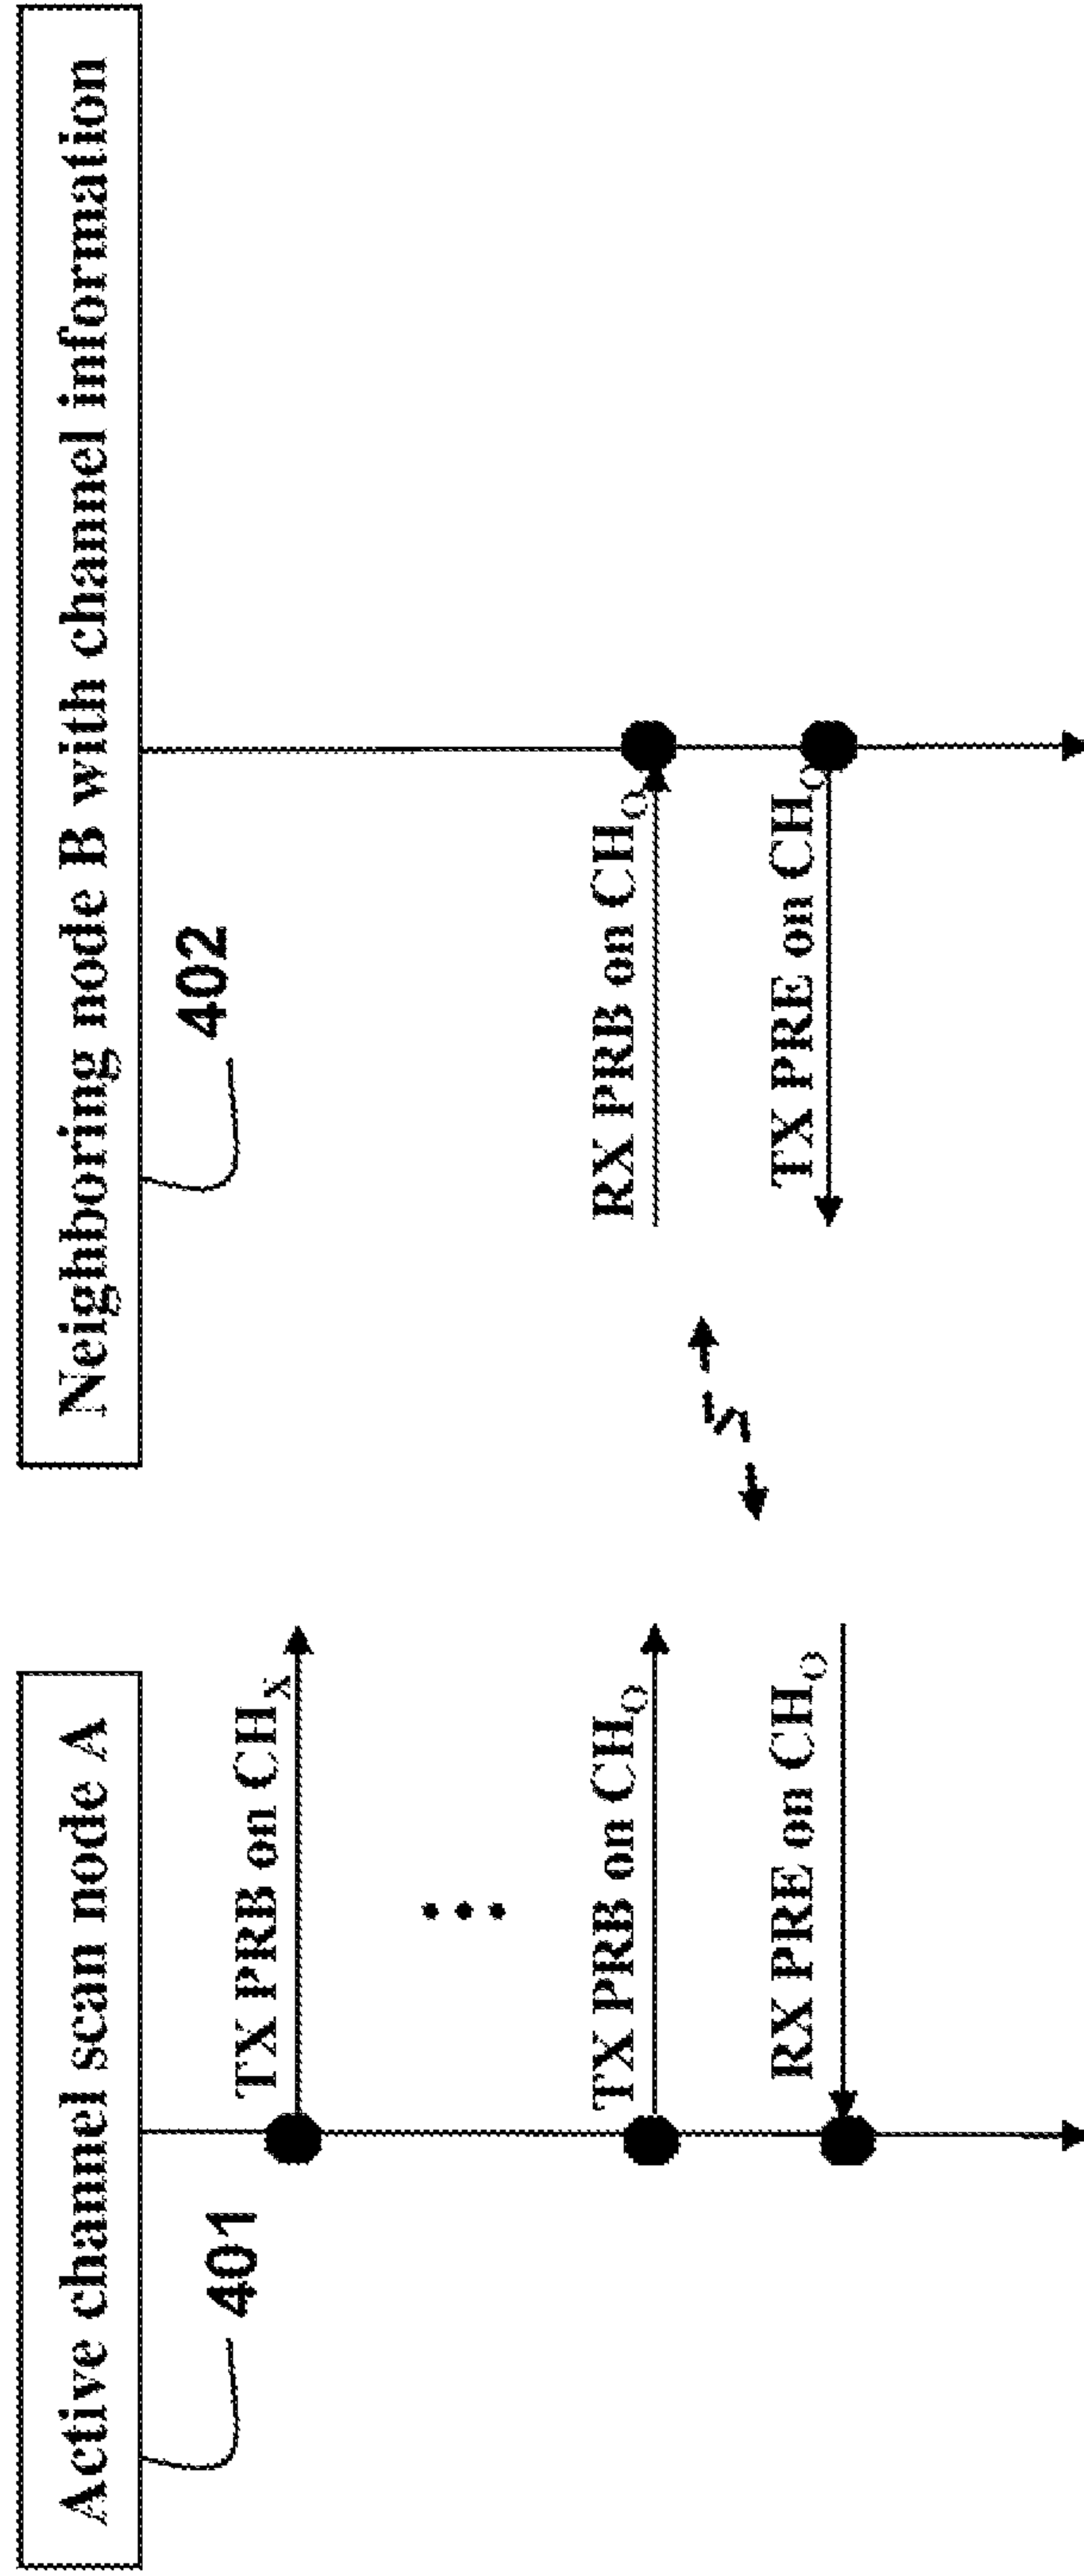 Active channel scan node A
Neighboring node B with channel information
401
402
TX PRB on CHX
TX PRB on CHO
RX PRB on CHO
RX PRE on CHO
TX PRE on CHO